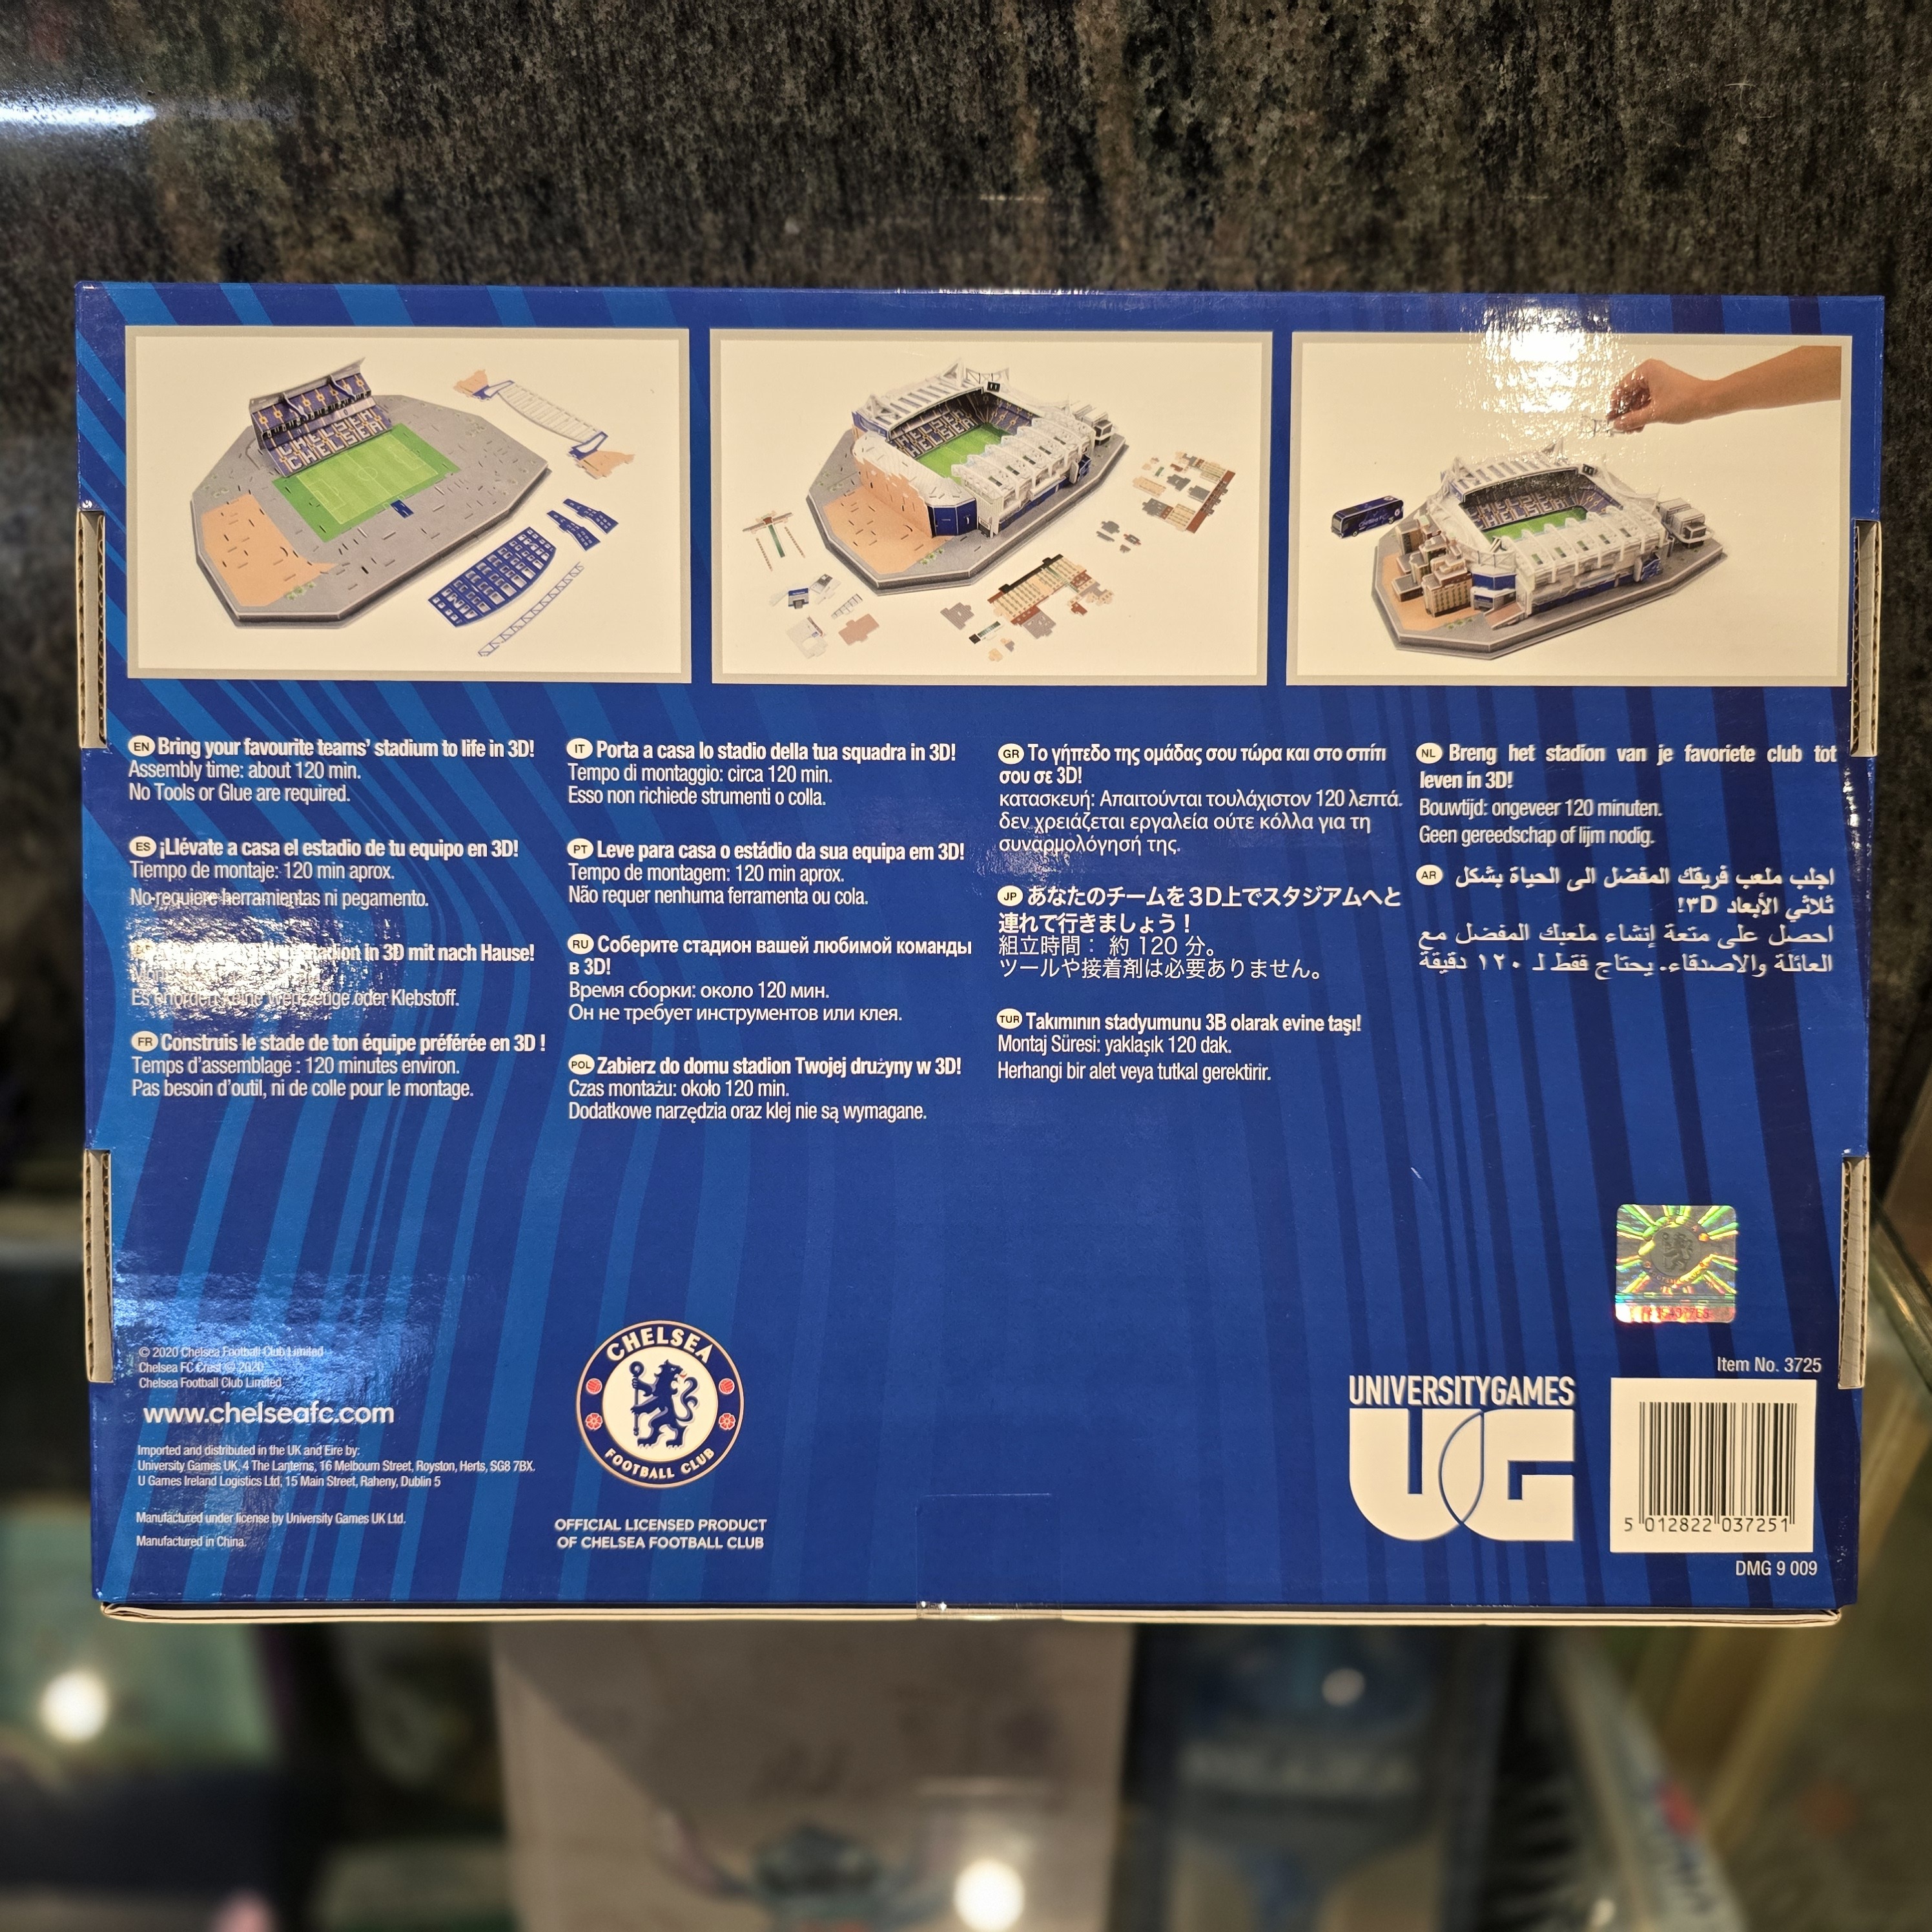 EN Bring your favourite teams' stadium to life in 3D!
Assembly time: about 120 min.
No Tools or Glue are required.
ES ¡Llévate a casa el estadio de tu equipo en 3D!
Tiempo de montaje: 120 min aprox.
No requiere herramientas ni pegamento.
in 3D mit nach Hause!
Es erfordert keine Werkzeuge oder Klebstoff.
FR Construis le stade de ton équipe préférée en 3D !
Temps d'assemblage : 120 minutes environ.
Pas besoin d'outil, ni de colle pour le montage.
IT Porta a casa lo stadio della tua squadra in 3D!
Tempo di montaggio: circa 120 min.
Esso non richiede strumenti o colla.
PT Leve para casa o estádio da sua equipa em 3D!
Tempo de montagem: 120 min aprox.
Não requer nenhuma ferramenta ou cola.
RU Соберите стадион вашей любимой команды
в 3D!
Время сборки: около 120 мин.
Он не требует инструментов или клея.
POL Zabierz do domu stadion Twojej drużyny w 3D!
Czas montażu: około 120 min.
Dodatkowe narzędzia oraz klej nie są wymagane.
GR Το γήπεδο της ομάδας σου τώρα και στο σπίτι
σου σε 3D!
κατασκευή: Απαιτούνται τουλάχιστον 120 λεπτά.
δεν χρειάζεται εργαλεία ούτε κόλλα για τη
συναρμολόγησή της.
JP あなたのチームを3D上でスタジアムへと
連れて行きましょう！
組立時間： 約 120 分。
ツールや接着剤は必要ありません。
TUR Takımının stadyumunu 3B olarak evine taşı!
Montaj Süresi: yaklaşık 120 dak.
Herhangi bir alet veya tutkal gerektirir.
NL Breng het stadion van je favoriete club tot
leven in 3D!
Bouwtijd: ongeveer 120 minuten.
Geen gereedschap of lijm nodig.
AR اجلب ملعب فريقك المفضل الى الحياة بشكل
ثلاثي الأبعاد ٣D!
احصل على متعة إنشاء ملعبك المفضل مع
العائلة والاصدقاء. يحتاج فقط لـ ١٢٠ دقيقة
CHELSEA
CHELSEA
© 2020 Chelsea Football Club Limited
Chelsea FC Crest © 2020
Chelsea Football Club Limited
www.chelseafc.com
Imported and distributed in the UK and Eire by:
University Games UK, 4 The Lanterns, 16 Melbourn Street, Royston, Herts, SG8 7BX.
U Games Ireland Logistics Ltd, 15 Main Street, Raheny, Dublin 5
Manufactured under license by University Games UK Ltd.
Manufactured in China.
CHELSEA
FOOTBALL CLUB
OFFICIAL LICENSED PRODUCT
OF CHELSEA FOOTBALL CLUB
UNIVERSITYGAMES
UG
Item No. 3725
5 012822 037251
DMG 9 009